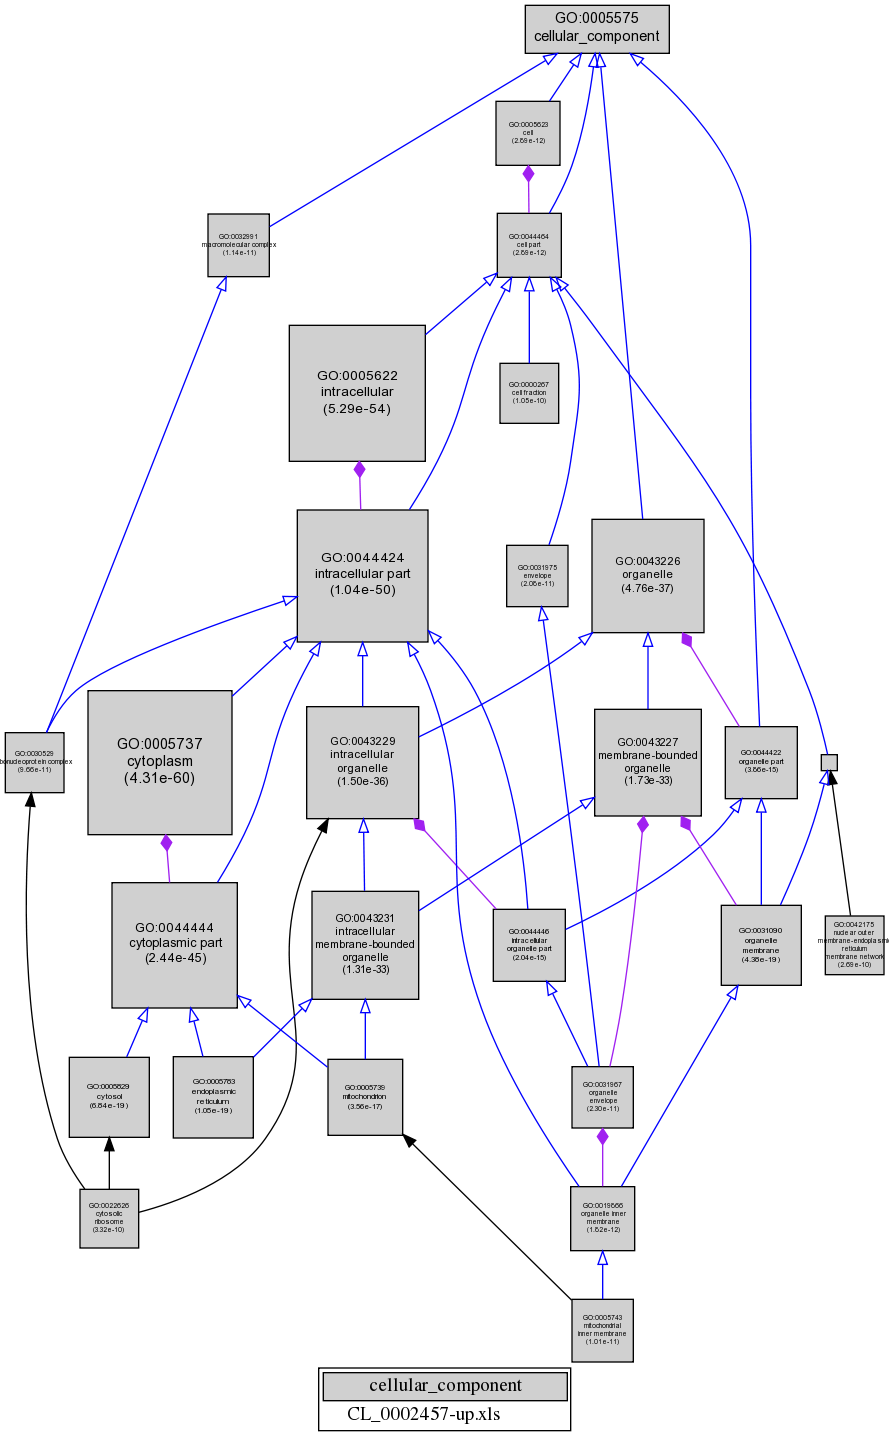 GO:0005575
cellular_component
GO:0005623
cell
(2.69e-12)
GO:0032991
macromolecular complex
(1.14e-11)
GO:0044464
cell part
(2.69e-12)
GO:0005622
intracellular
(5.29e-54)
GO:0000267
cell fraction
(1.05e-10)
GO:0044424
intracellular part
(1.04e-50)
GO:0031975
envelope
(2.06e-11)
GO:0043226
organelle
(4.76e-37)
GO:0005737
cytoplasm
(4.31e-60)
GO:0043229
intracellular
organelle
(1.50e-36)
GO:0043227
membrane-bounded
organelle
(1.73e-33)
GO:0044422
organelle part
(3.86e-15)
GO:0030529
bonucleoprotein complex
(9.66e-11)
GO:0044444
cytoplasmic part
(2.44e-45)
GO:0043231
intracellular
membrane-bounded
organelle
(1.31e-33)
GO:0044446
intracellular
organelle part
(2.04e-15)
GO:0031090
organelle
membrane
(4.36e-19)
GO:0042175
nuclear outer
membrane-endoplasmic
reticulum
membrane network
(2.69e-10)
GO:0005829
cytosol
(6.84e-19)
GO:0005783
endoplasmic
reticulum
(1.05e-19)
GO:0005739
mitochondrion
(3.56e-17)
GO:0031967
organelle
envelope
(2.30e-11)
GO:0022626
cytosolic
ribosome
(3.32e-10)
GO:0019866
organelle inner
membrane
(1.82e-12)
GO:0005743
mitochondrial
inner membrane
(1.01e-11)
cellular_component
CL_0002457-up.xls